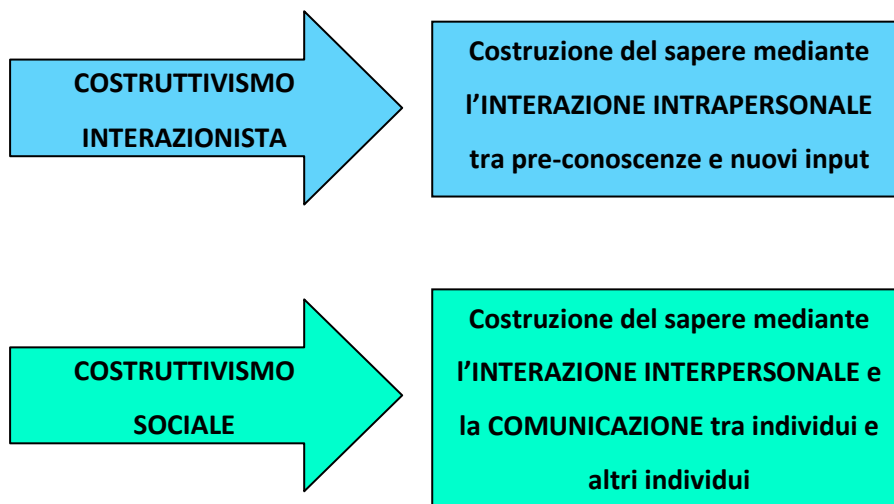 COSTRUTTIVISMO
INTERAZIONISTA
Costruzione del sapere mediante
l’INTERAZIONE INTRAPERSONALE
tra pre-conoscenze e nuovi input
COSTRUTTIVISMO
SOCIALE
Costruzione del sapere mediante
l’INTERAZIONE INTERPERSONALE e
la COMUNICAZIONE tra individui e
altri individui